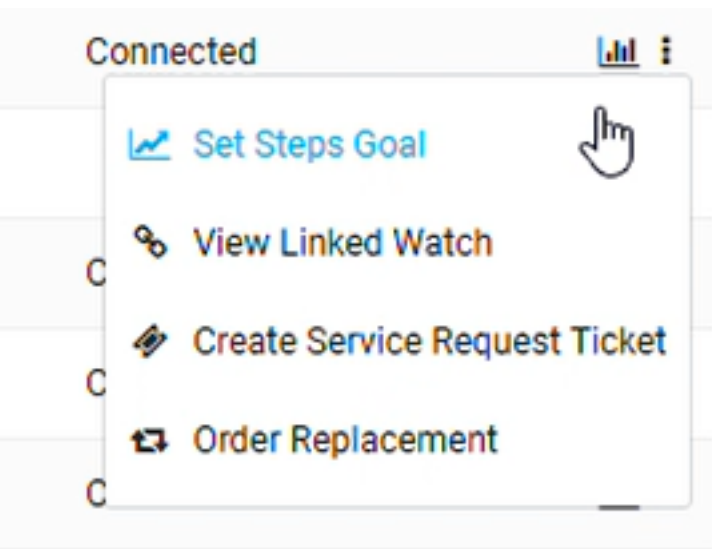 Connected
Set Steps Goal
View Linked Watch
C
Create Service Request Ticket
C
Order Replacement
C